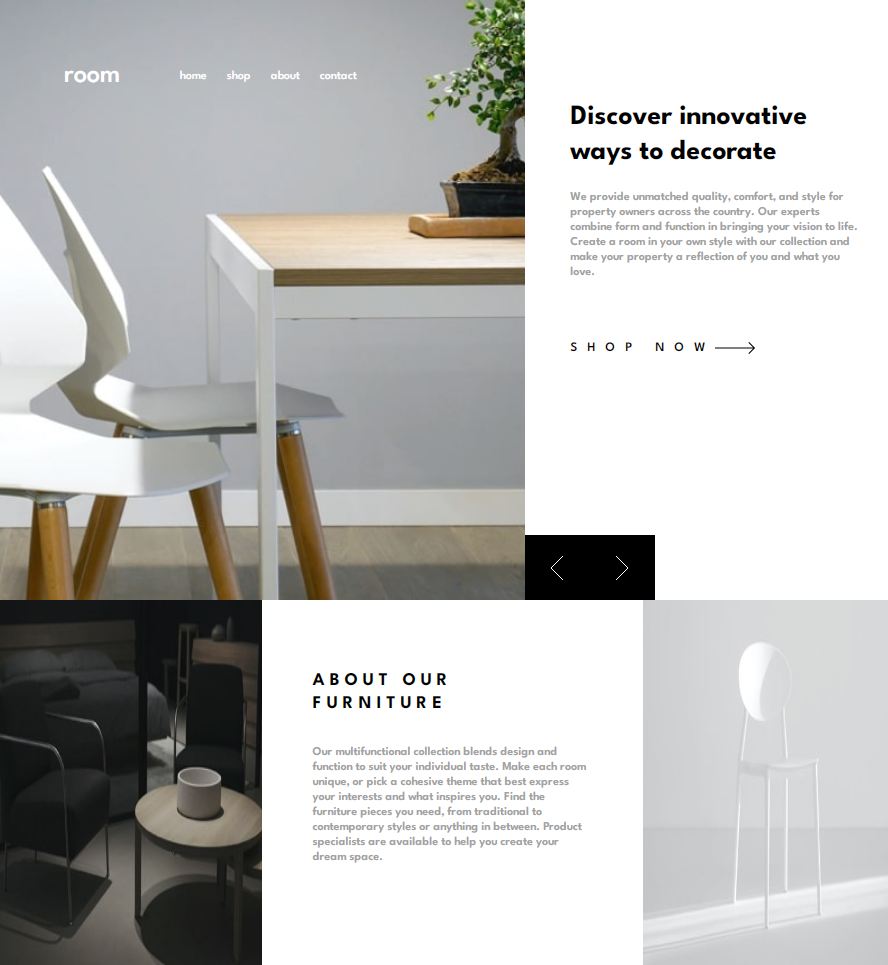 room
home shop about contact
Discover innovative
ways to decorate
We provide unmatched quality, comfort, and style for
property owners across the country. Our experts
combine form and function in bringing your vision to life.
Create a room in your own style with our collection and
make your property a reflection of you and what you
love.
SHOP NOW
ABOUT OUR
FURNITURE
Our multifunctional collection blends design and
function to suit your individual taste. Make each room
unique, or pick a cohesive theme that best express
your interests and what inspires you. Find the
furniture pieces you need, from traditional to
contemporary styles or anything in between. Product
specialists are available to help you create your
dream space.